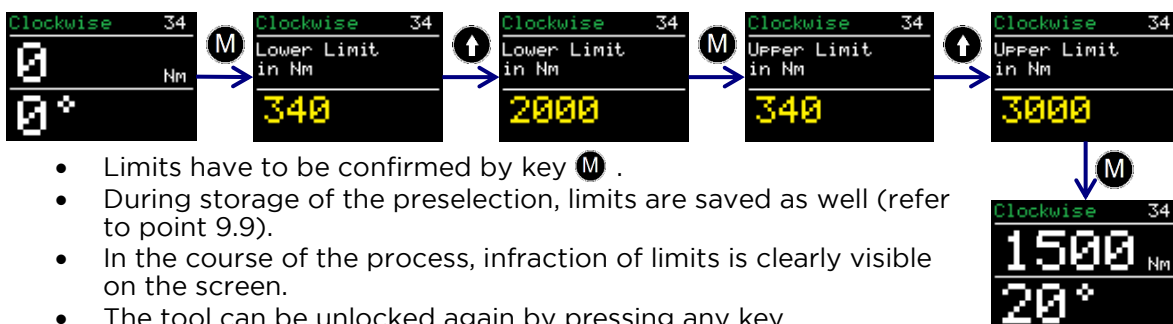 Clockwise 34
0 Nm
0°
M
Clockwise 34
Lower Limit
in Nm
340
Clockwise 34
Lower Limit
in Nm
2000
M
Clockwise 34
Upper Limit
in Nm
340
Clockwise 34
Upper Limit
in Nm
3000
M
Clockwise 34
1500 Nm
20°
• Limits have to be confirmed by key M .
• During storage of the preselection, limits are saved as well (refer
to point 9.9).
• In the course of the process, infraction of limits is clearly visible
on the screen.
• The tool can be unlocked again by pressing any key